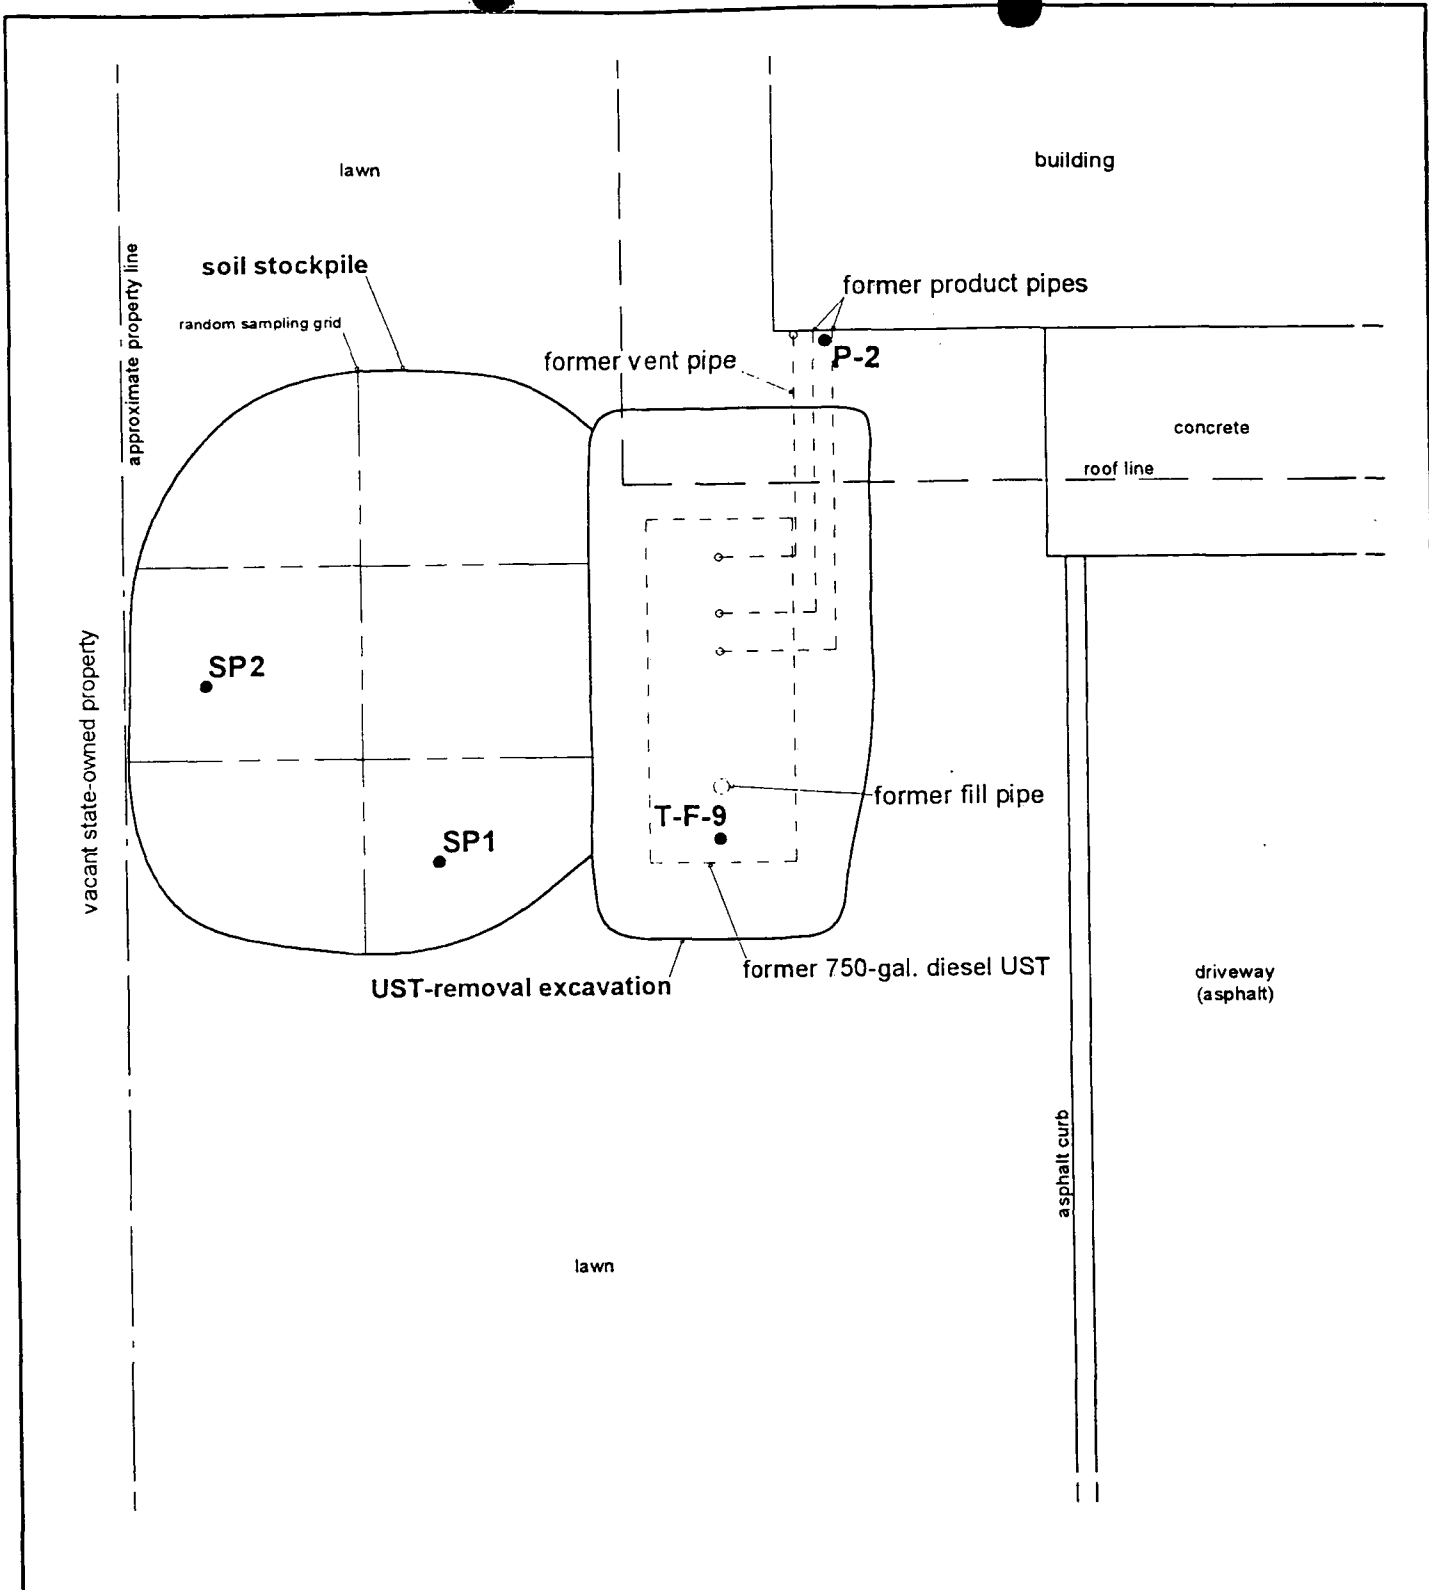 building
lawn
approximate property line
soil stockpile
former product pipes
random sampling grid
former vent pipe
P-2
concrete
roof line
vacant state-owned property
SP2
former fill pipe
T-F-9
SP1
former 750-gal. diesel UST
UST-removal excavation
driveway
(asphalt)
asphalt curb
lawn